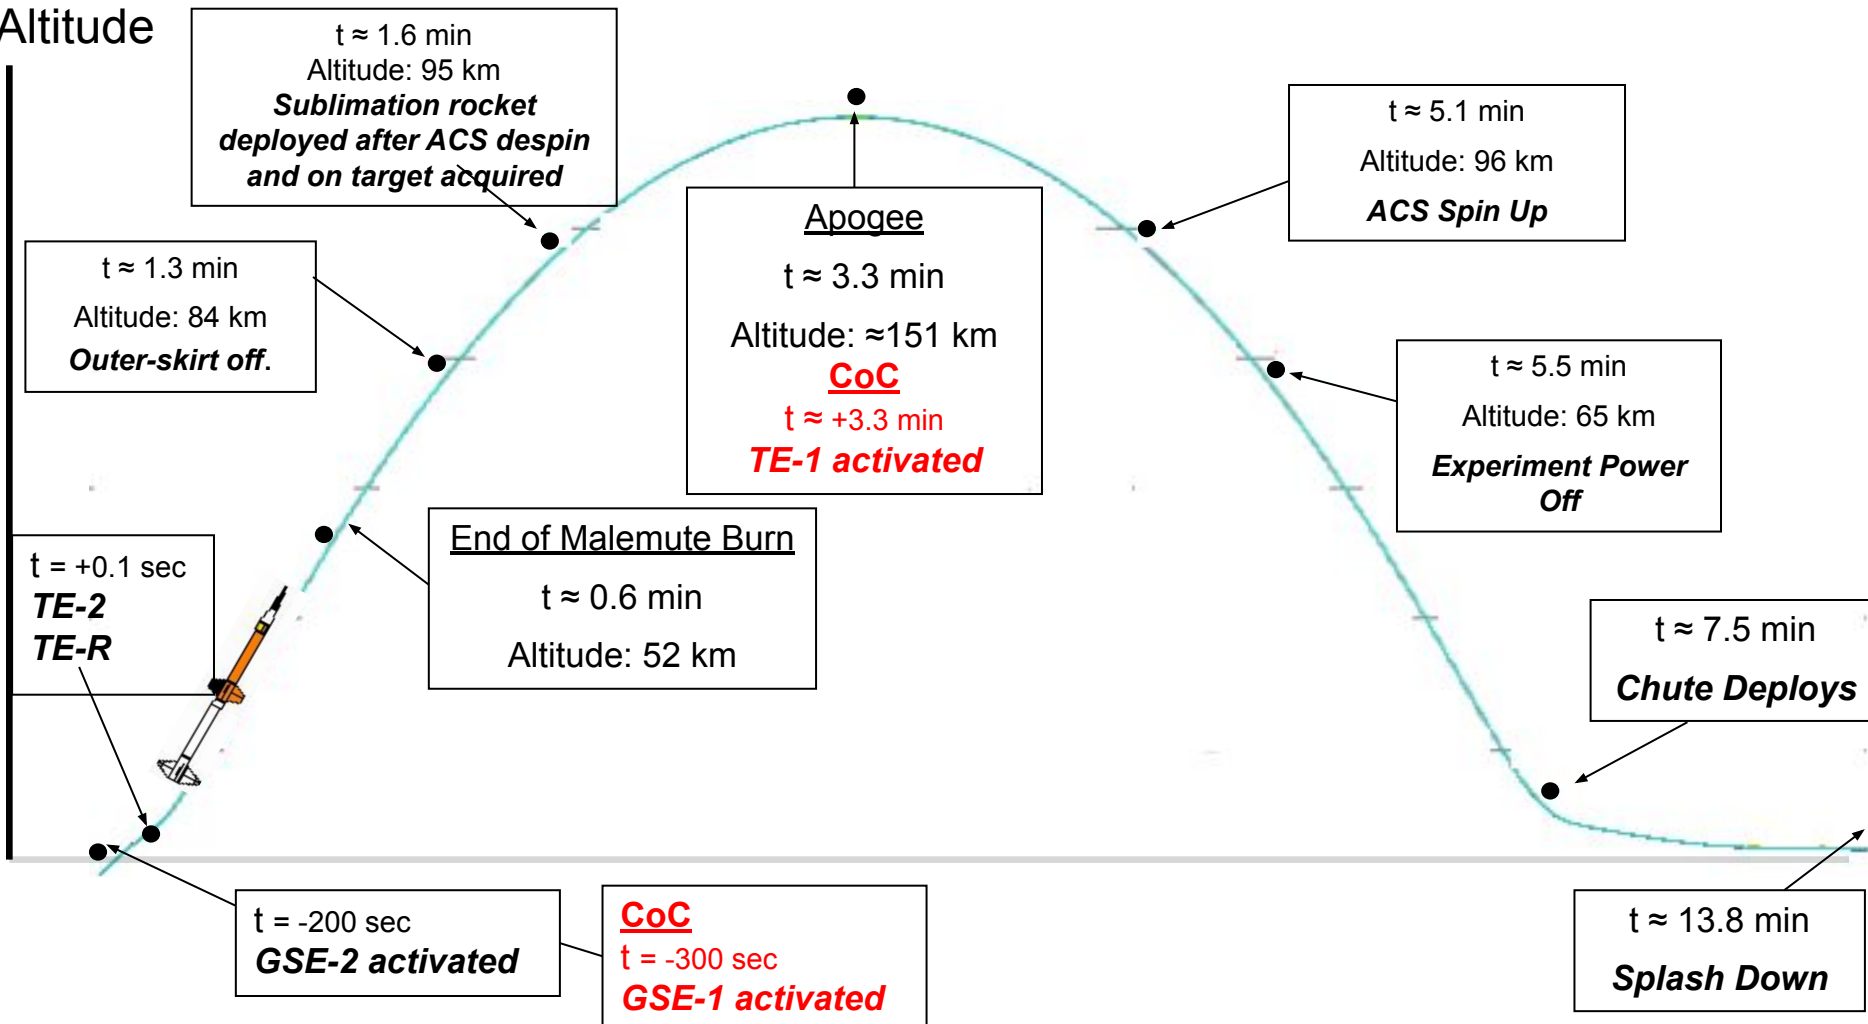 Altitude
t ≈ 1.6 min
Altitude: 95 km
Sublimation rocket
deployed after ACS despin
and on target acquired
t ≈ 1.3 min
Altitude: 84 km
Outer-skirt off.
Apogee
t ≈ 3.3 min
Altitude: ≈151 km
CoC
t ≈ +3.3 min
TE-1 activated
t ≈ 5.1 min
Altitude: 96 km
ACS Spin Up
t ≈ 5.5 min
Altitude: 65 km
Experiment Power
Off
End of Malemute Burn
t ≈ 0.6 min
Altitude: 52 km
t = +0.1 sec
TE-2
TE-R
t ≈ 7.5 min
Chute Deploys
t = -200 sec
GSE-2 activated
CoC
t = -300 sec
GSE-1 activated
t ≈ 13.8 min
Splash Down